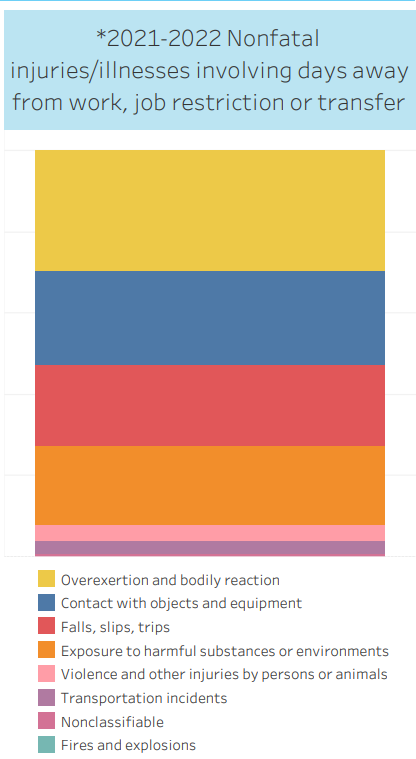 *2021-2022 Nonfatal
injuries/illnesses involving days away
from work, job restriction or transfer
Overexertion and bodily reaction
Contact with objects and equipment
Falls, slips, trips
Exposure to harmful substances or environments
Violence and other injuries by persons or animals
Transportation incidents
Nonclassifiable
Fires and explosions